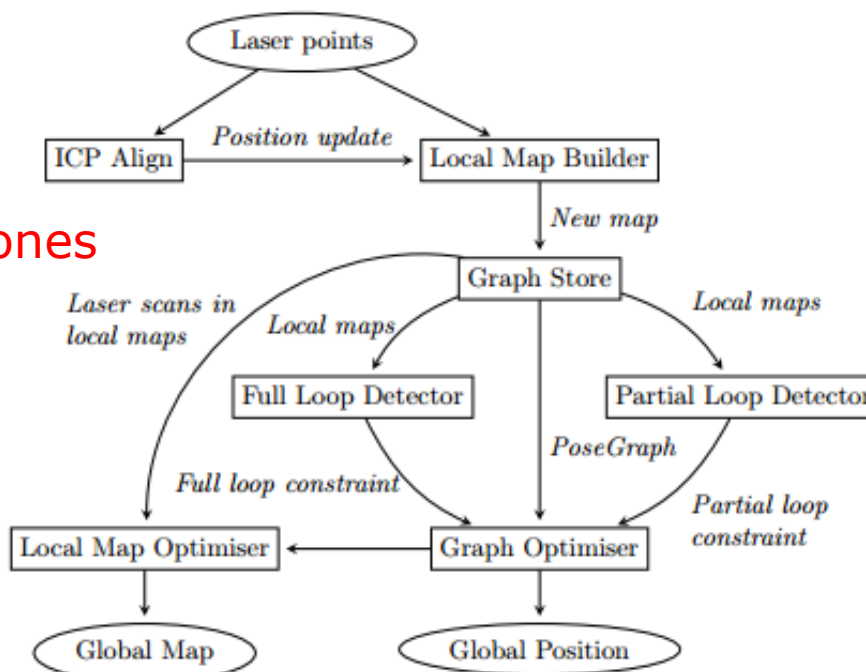 Laser points
Position update
ICP Align
Local Map Builder
New map
ones
Graph Store
Laser scans in
local maps
Local maps
Local maps
Full Loop Detector
Partial Loop Detector
PoseGraph
Full loop constraint
Partial loop
constraint
Local Map Optimiser
Graph Optimiser
Global Map
Global Position